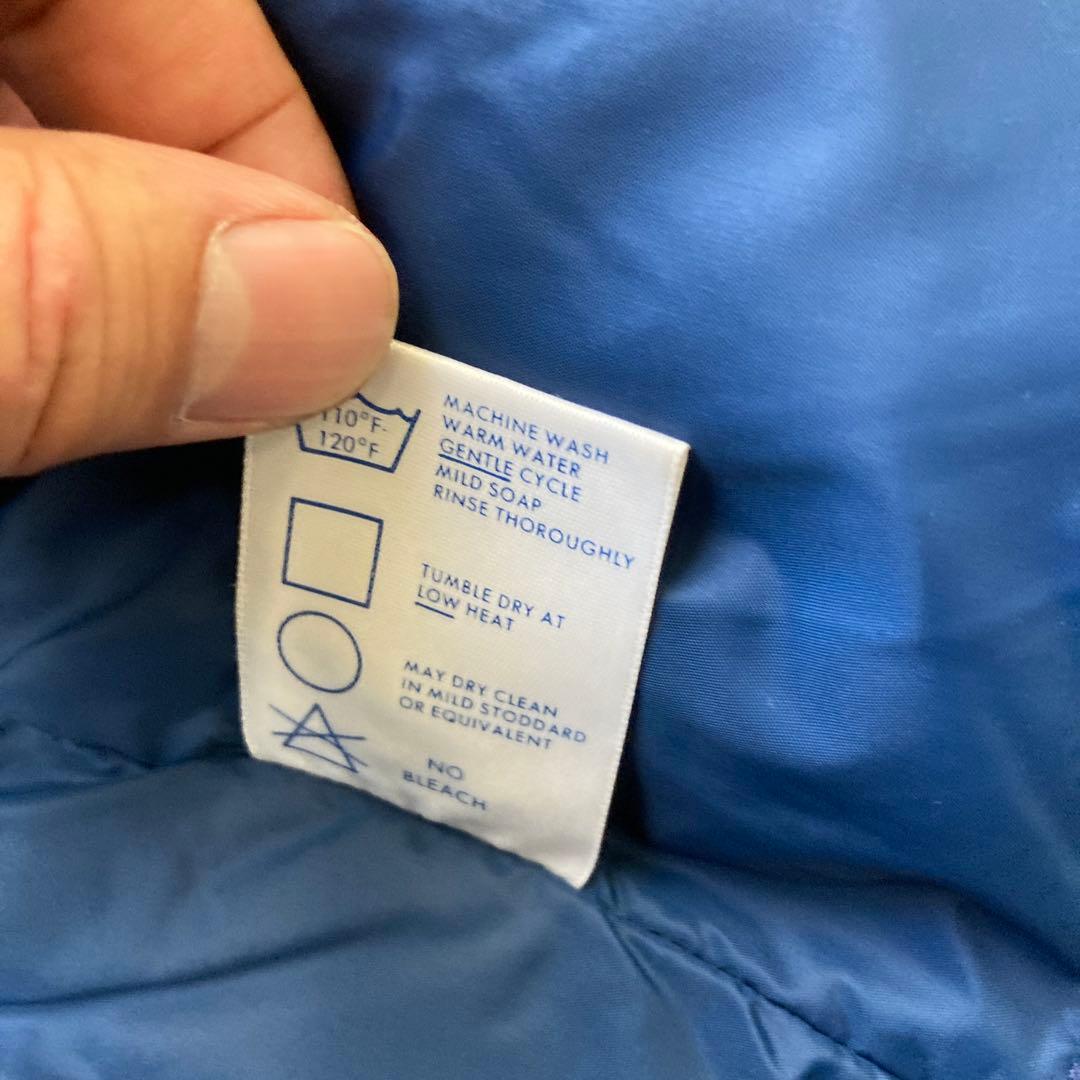 110°F-
120°F
MACHINE WASH
WARM WATER
GENTLE CYCLE
MILD SOAP
RINSE THOROUGHLY
TUMBLE DRY AT
LOW HEAT
MAY DRY CLEAN
IN MILD STODDARD
OR EQUIVALENT
NO
BLEACH